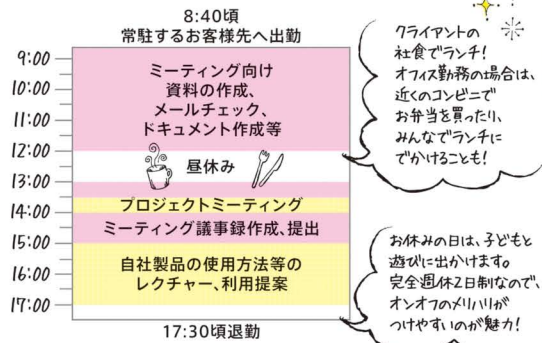 8:40頃
常駐するお客様先へ出勤
9:00
ミーティング向け
資料の作成、
10:00
メールチェック、
11:00
ドキュメント作成等
12:00
昼休み
13:00
プロジェクトミーティング
14:00
ミーティング議事録作成、提出
15:00
自社製品の使用方法等の
16:00
レクチャー、利用提案
17:00
17:30頃退勤
クライアントの
社食でランチ!
オフィス勤務の場合は、
近くのコンビニで
お弁当を買ったり、
みんなでランチに
でかけることも!
お休みの日は、子どもと
遊びに出かけます。
完全週休2日制なので、
オンオフのメリハリが
つけやすいのが魅力!